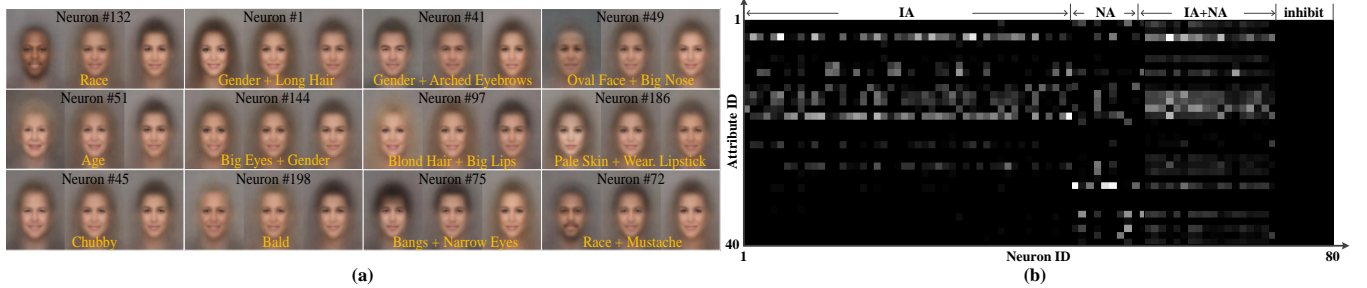 Neuron #132
Neuron #1
Neuron #41
Neuron #49
Race
Gender + Long Hair
Gender + Arched Eyebrows
Oval Face + Big Nose
Neuron #51
Neuron #144
Neuron #97
Neuron #186
Age
Big Eyes + Gender
Blond Hair + Big Lips
Pale Skin + Wear. Lipstick
Neuron #45
Neuron #198
Neuron #75
Neuron #72
Chubby
Bald
Bangs + Narrow Eyes
Race + Mustache
(a)
IA
NA
IA+NA
inhibit
1
Attribute ID
40
1
Neuron ID
80
(b)